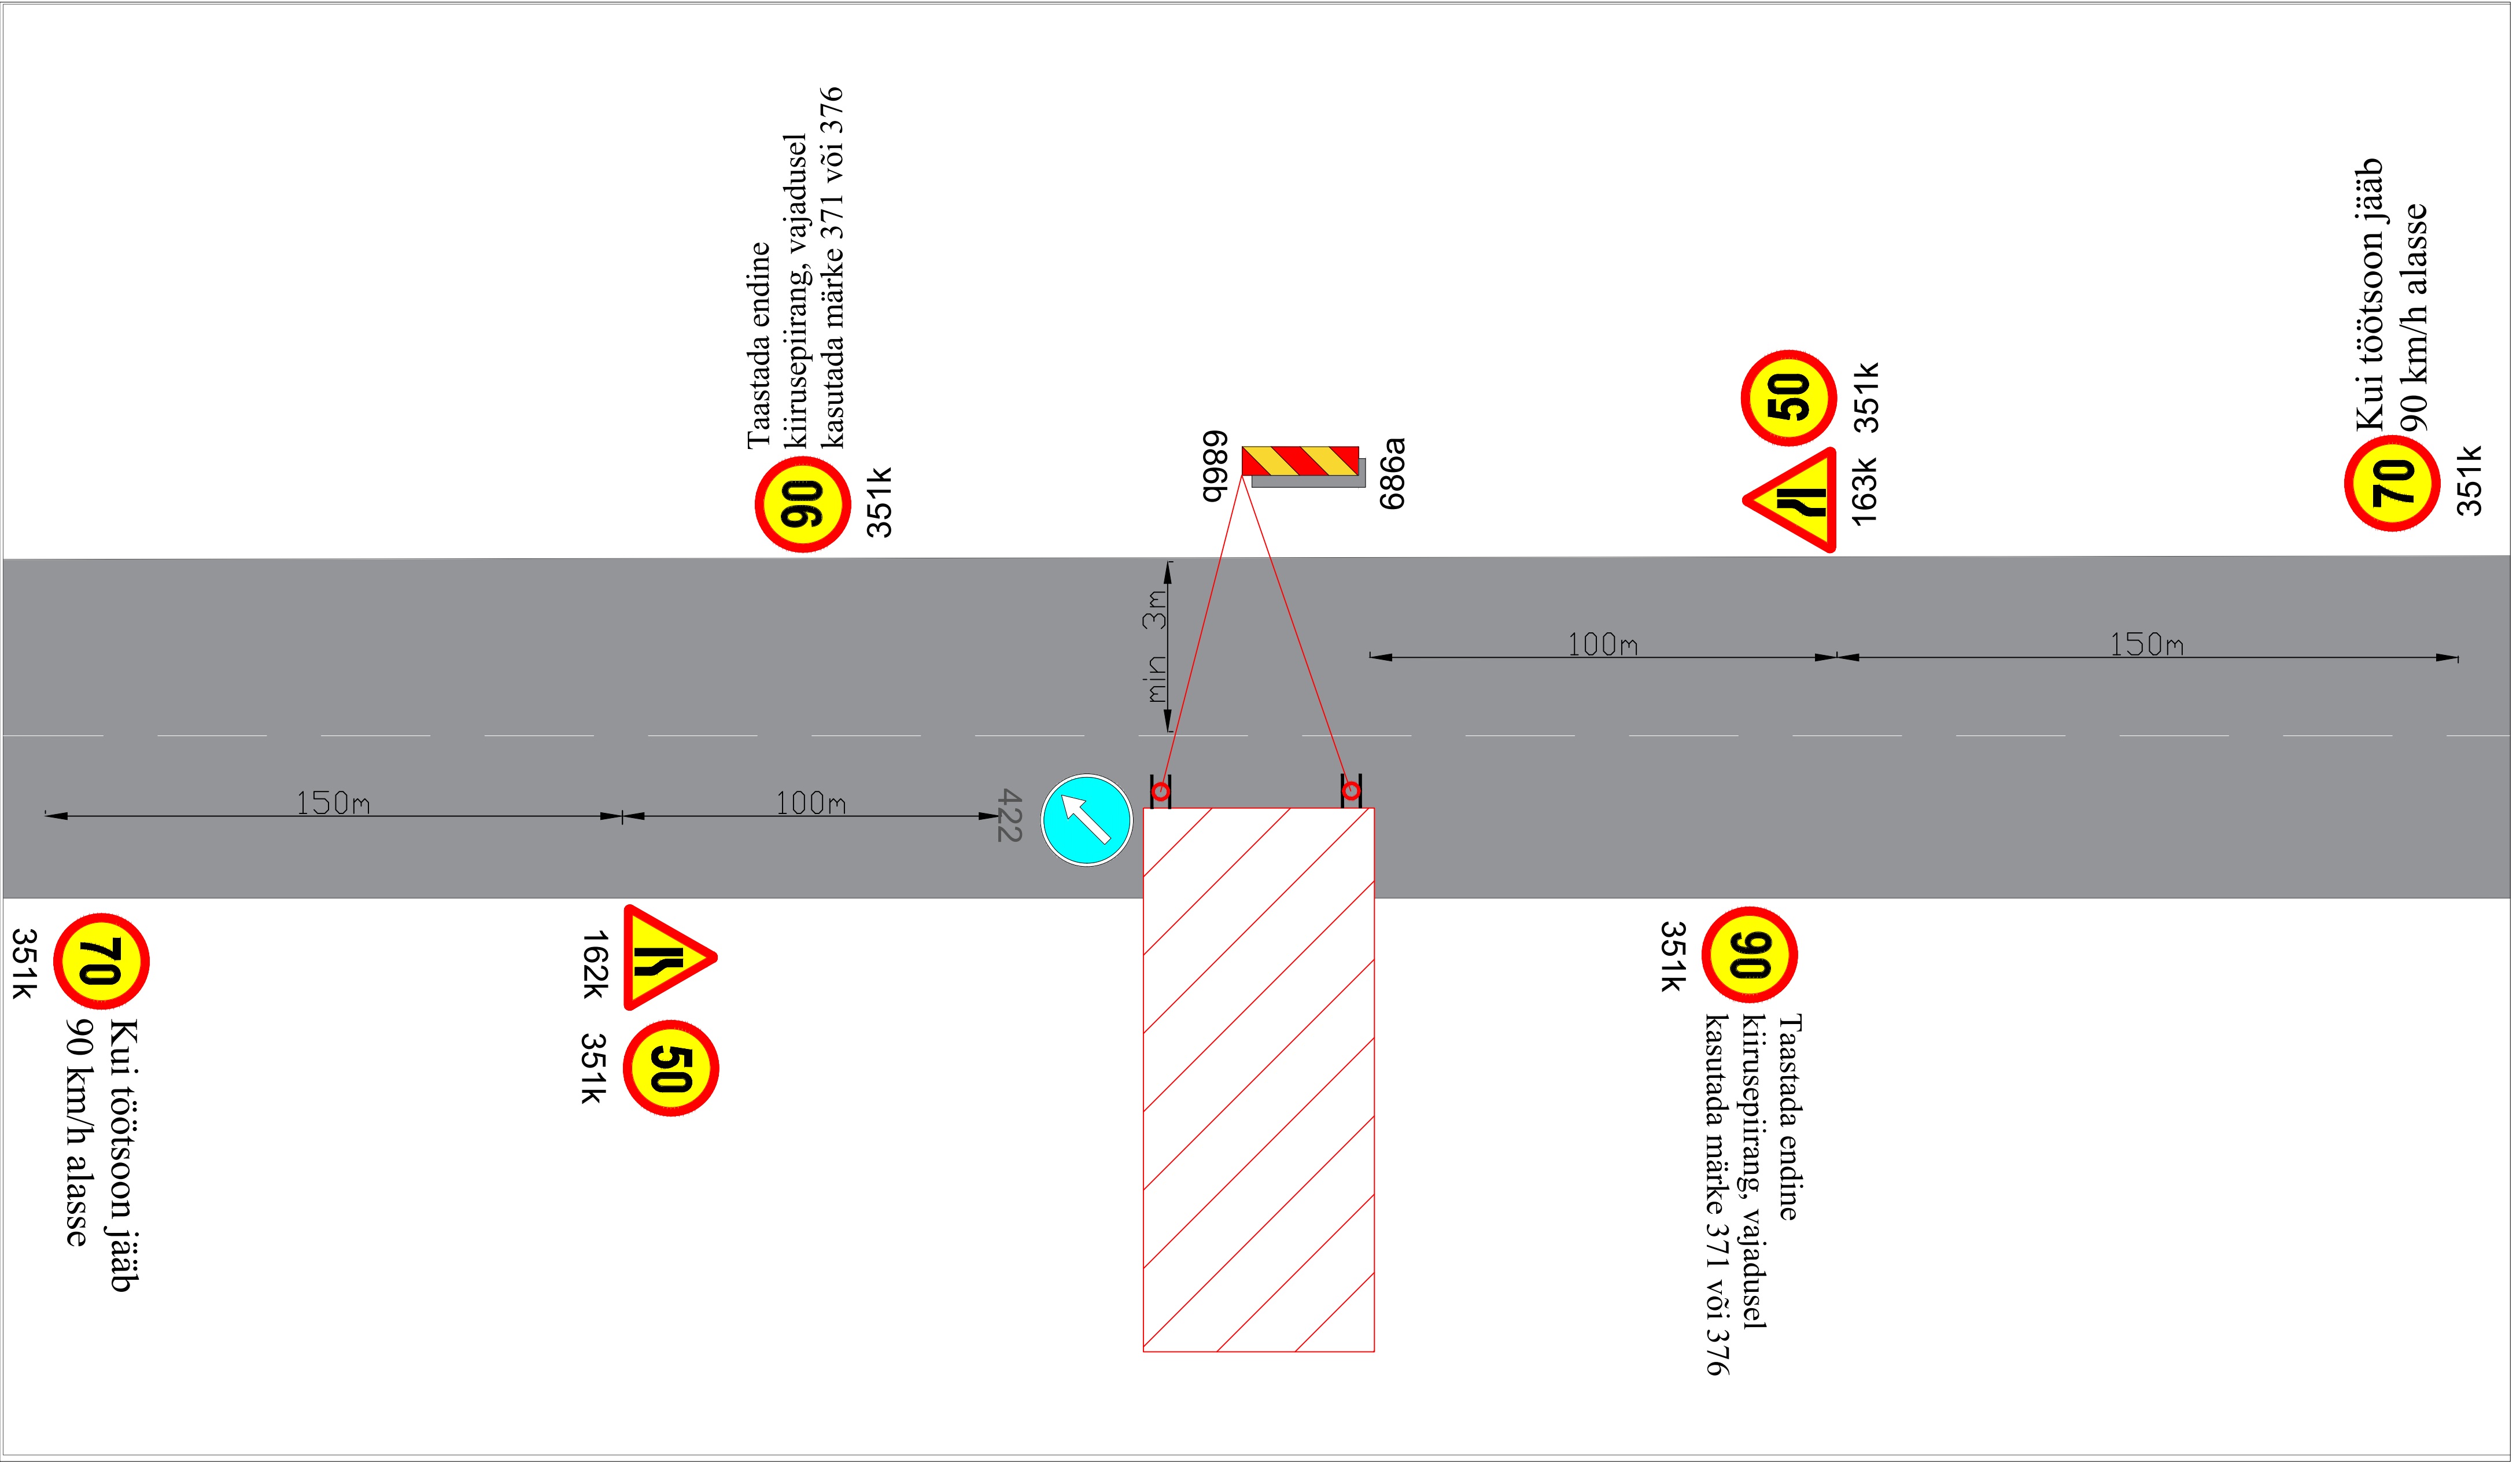 Taastada endine
kiirusepiirang, vajadusel
kasutada märke 371 või 376
90
351k
686b
686a
50
351k
163k
Kui töötsoon jääb
90 km/h alasse
70
351k
min 3m
100m
150m
150m
100m
422
70
351k
Kui töötsoon jääb
90 km/h alasse
162k
50
351k
90
351k
Taastada endine
kiirusepiirang, vajadusel
kasutada märke 371 või 376